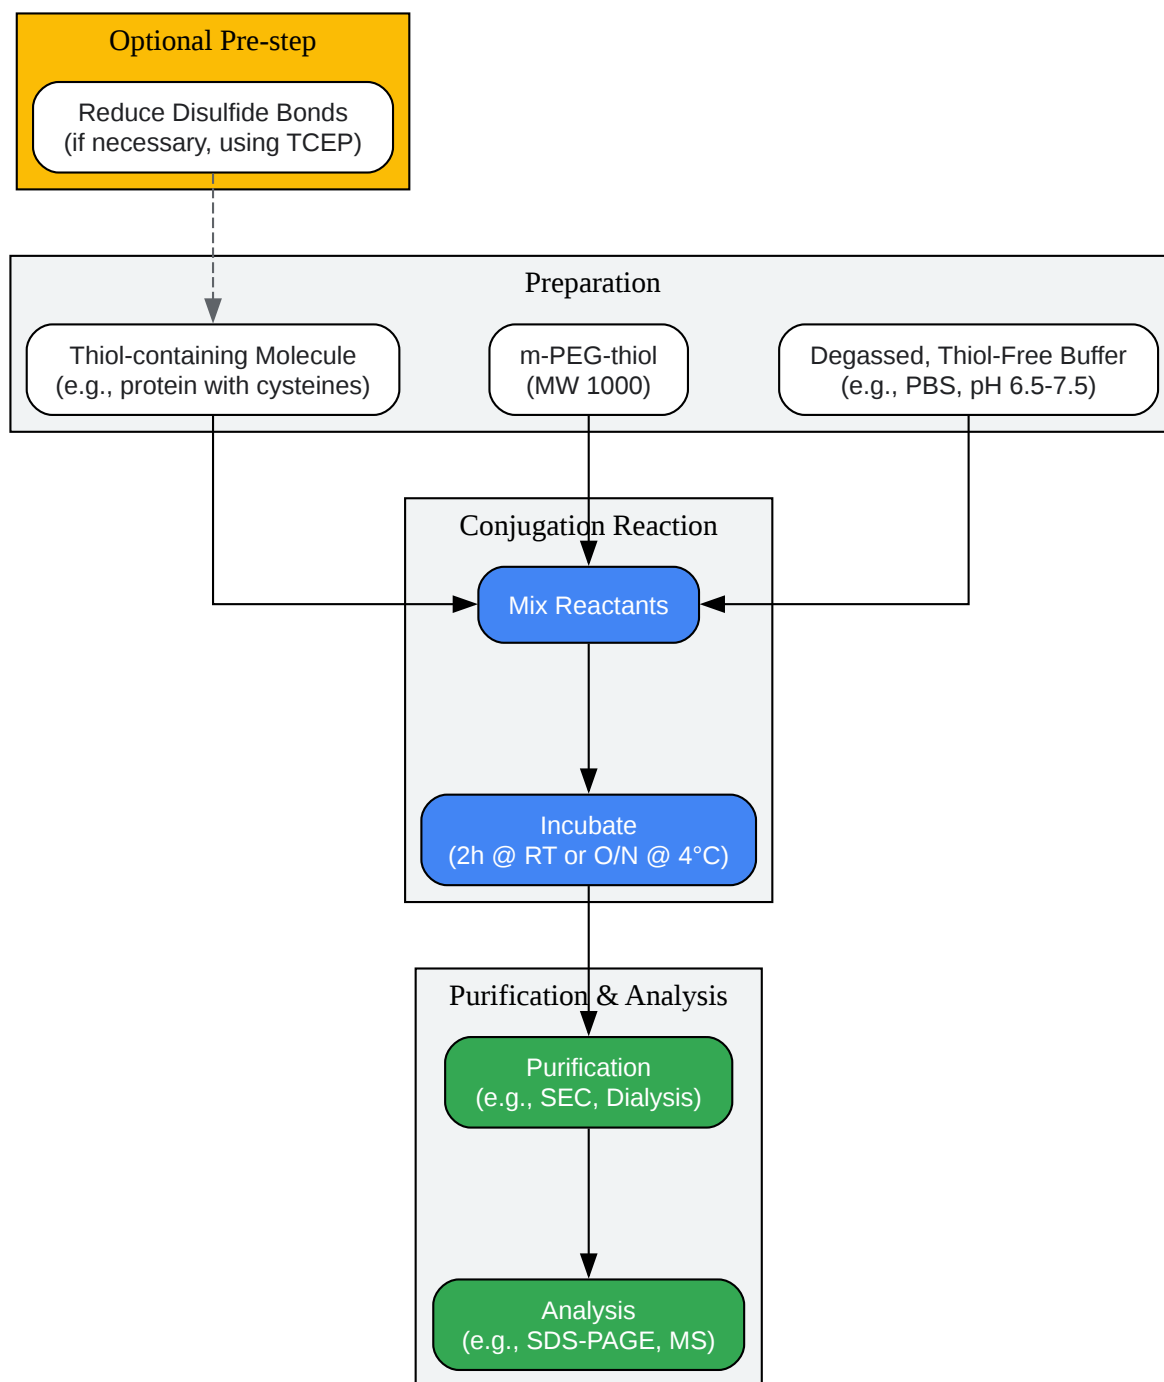 Optional Pre-step
Reduce Disulfide Bonds
(if necessary, using TCEP)
Preparation
Thiol-containing Molecule
(e.g., protein with cysteines)
m-PEG-thiol
(MW 1000)
Degassed, Thiol-Free Buffer
(e.g., PBS, pH 6.5-7.5)
Conjugation Reaction
Mix Reactants
Incubate
(2h @ RT or O/N @ 4°C)
Purification & Analysis
Purification
(e.g., SEC, Dialysis)
Analysis
(e.g., SDS-PAGE, MS)